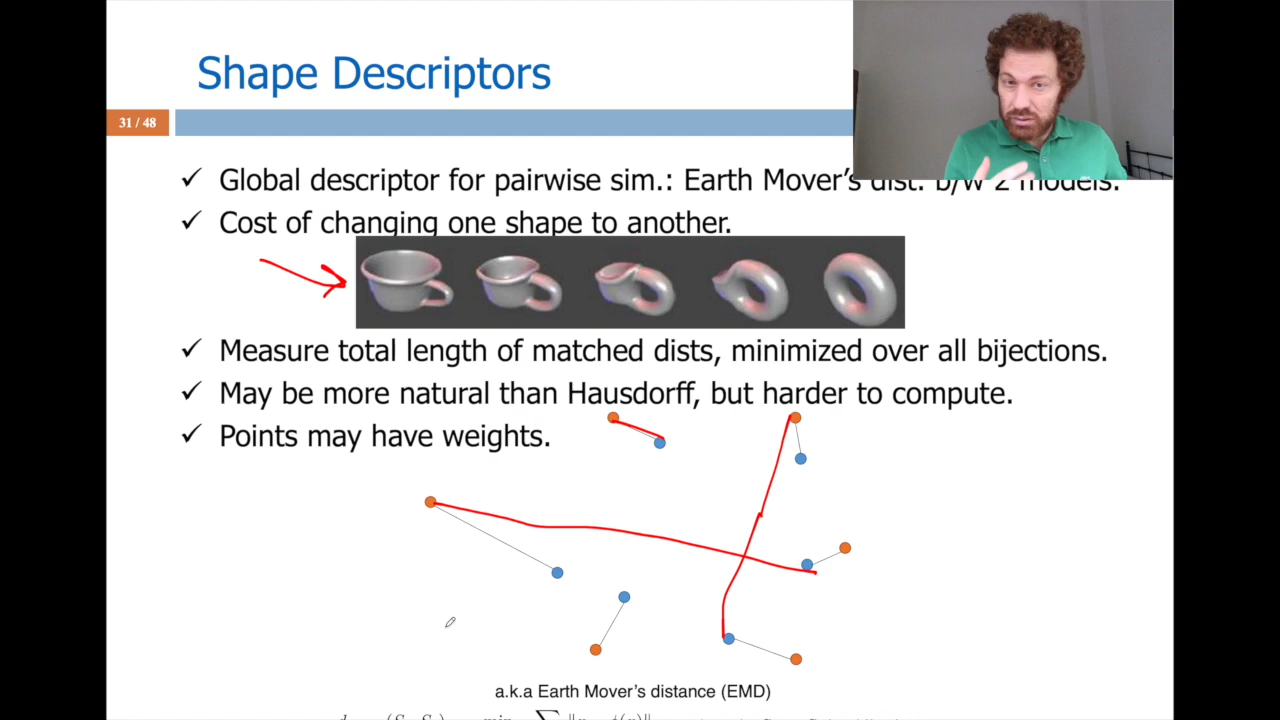 Shape Descriptors
31 / 48
✓ Global descriptor for pairwise sim.: Earth Mover's dist. b/w 2 models.
✓ Cost of changing one shape to another.
✓ Measure total length of matched dists, minimized over all bijections.
✓ May be more natural than Hausdorff, but harder to compute.
✓ Points may have weights.
a.k.a Earth Mover's distance (EMD)